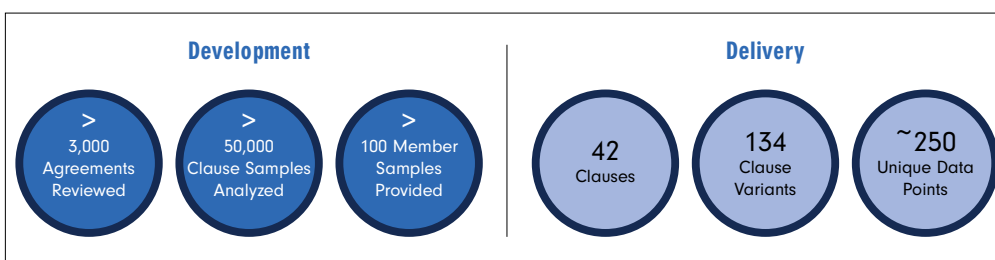 Development
>
3,000
Agreements
Reviewed
>
50,000
Clause Samples
Analyzed
>
100 Member
Samples
Provided
Delivery
42
Clauses
134
Clause
Variants
~250
Unique Data
Points